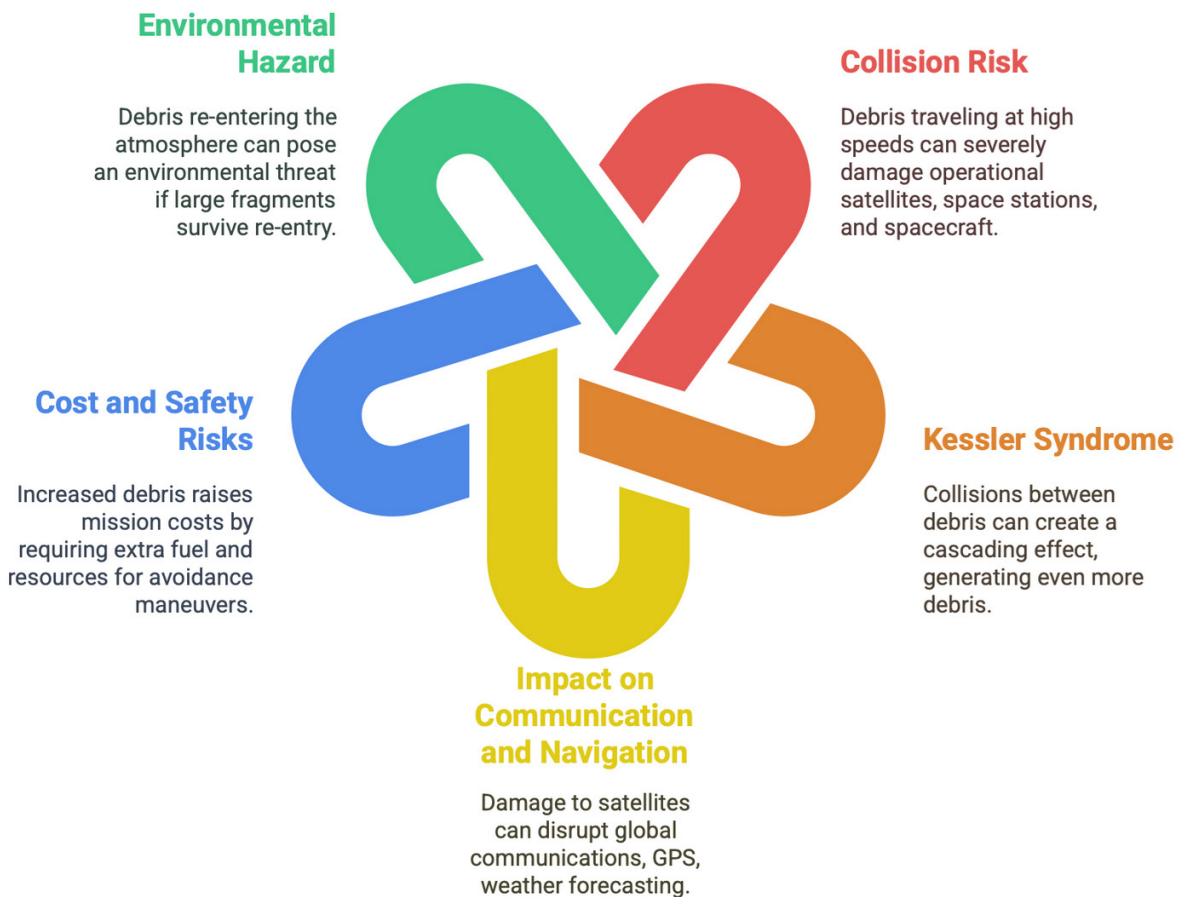 Environmental
Hazard
Debris re-entering the
atmosphere can pose
an environmental threat
if large fragments
survive re-entry.
Collision Risk
Debris traveling at high
speeds can severely
damage operational
satellites, space stations,
and spacecraft.
Cost and Safety
Risks
Increased debris raises
mission costs by
requiring extra fuel and
resources for avoidance
maneuvers.
Kessler Syndrome
Collisions between
debris can create a
cascading effect,
generating even more
debris.
Impact on
Communication
and Navigation
Damage to satellites
can disrupt global
communications, GPS,
weather forecasting.